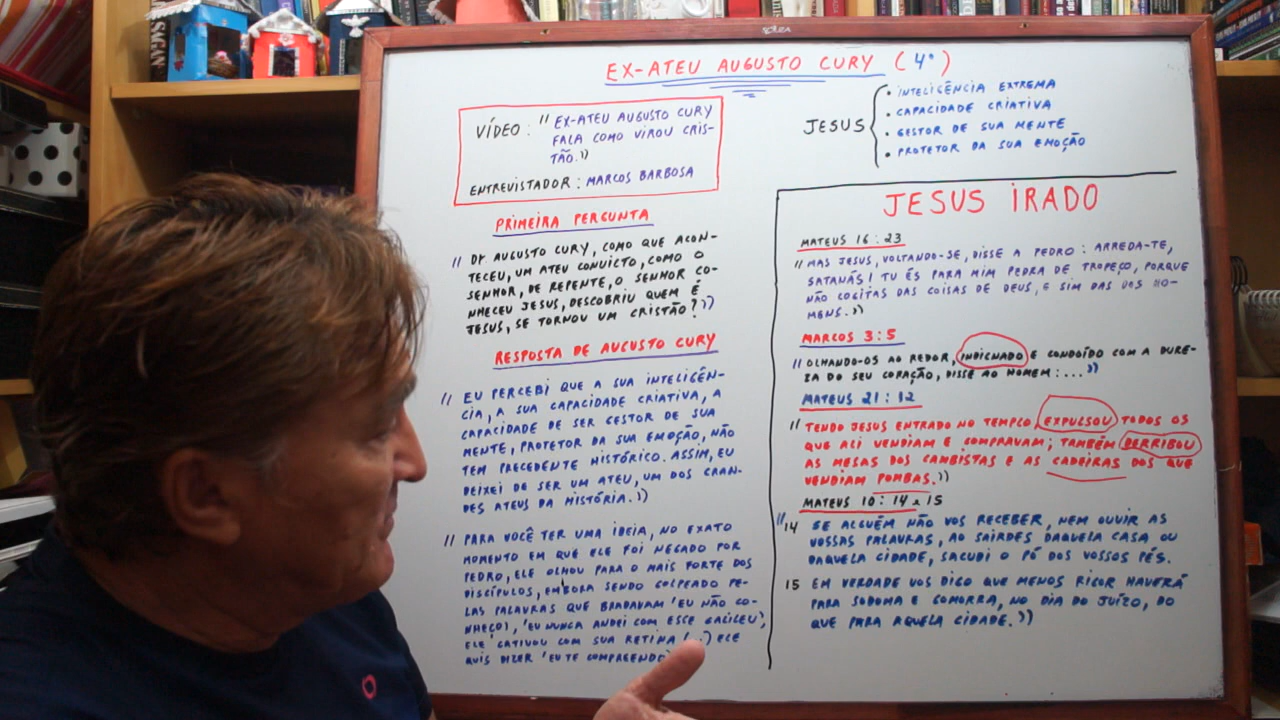 EX-ATEU AUGUSTO CURY (4°)
VÍDEO: "EX-ATEU AUGUSTO CURY
FALA COMO VIROU CRIS-
TÃO."
ENTREVISTADOR: MARCOS BARBOSA
PRIMEIRA PERGUNTA
"DR. AUGUSTO CURY, COMO QUE ACON-
TECEU, UM ATEU CONVICTO, COMO O
SENHOR, DE REPENTE, O SENHOR CO-
NHECEU JESUS, DESCOBRIU QUEM É
JESUS, SE TORNOU UM CRISTÃO?"
RESPOSTA DE AUGUSTO CURY
"EU PERCEBI QUE A SUA INTELIGÊN-
CIA, A SUA CAPACIDADE CRIATIVA, A
CAPACIDADE DE SER GESTOR DE SUA
MENTE, PROTETOR DA SUA EMOÇÃO, NÃO
TEM PRECEDENTE HISTÓRICO. ASSIM, EU
DEIXEI DE SER UM ATEU, UM DOS GRAN-
DES ATEUS DA HISTÓRIA."
"PARA VOCÊ TER UMA IDEIA, NO EXATO
MOMENTO EM QUE ELE FOI NEGADO POR
PEDRO, ELE OLHOU PARA O MAIS FORTE DOS
DISCÍPULOS, EMBORA SENDO GOLPEADO PE-
LAS PALAVRAS QUE BRADAVAM 'EU NÃO CO-
NHEÇO', 'EU NUNCA ANDEI COM ESSE GALILEU',
ELE CATIVOU COM SUA RETINA (...) ELE
QUIS DIZER 'EU TE COMPREENDO
JESUS
• INTELIGÊNCIA EXTREMA
• CAPACIDADE CRIATIVA
• GESTOR DE SUA MENTE
• PROTETOR DA SUA EMOÇÃO
JESUS IRADO
MATEUS 16:23
"MAS JESUS, VOLTANDO-SE, DISSE A PEDRO: ARREDA-TE,
SATANÁS! TU ÉS PARA MIM PEDRA DE TROPEÇO, PORQUE
NÃO COGITAS DAS COISAS DE DEUS, E SIM DAS DOS HO-
MENS."
MARCOS 3:5
"OLHANDO-OS AO REDOR, INDIGNADO E CONDOÍDO COM A DURE-
ZA DO SEU CORAÇÃO, DISSE AO HOMEM:..."
MATEUS 21:12
"TENDO JESUS ENTRADO NO TEMPLO, EXPULSOU TODOS OS
QUE ALI VENDIAM E COMPRAVAM; TAMBÉM DERRIBOU
AS MESAS DOS CAMBISTAS E AS CADEIRAS DOS QUE
VENDIAM POMBAS."
MATEUS 10:14 e 15
"14 SE ALGUÉM NÃO VOS RECEBER, NEM OUVIR AS
VOSSAS PALAVRAS, AO SAIRDES DAQUELA CASA OU
DAQUELA CIDADE, SACUDI O PÓ DOS VOSSOS PÉS.
15 EM VERDADE VOS DIGO QUE MENOS RIGOR HAVERÁ
PARA SODOMA E GOMORRA, NO DIA DO JUÍZO, DO
QUE PARA AQUELA CIDADE."
SAGAN